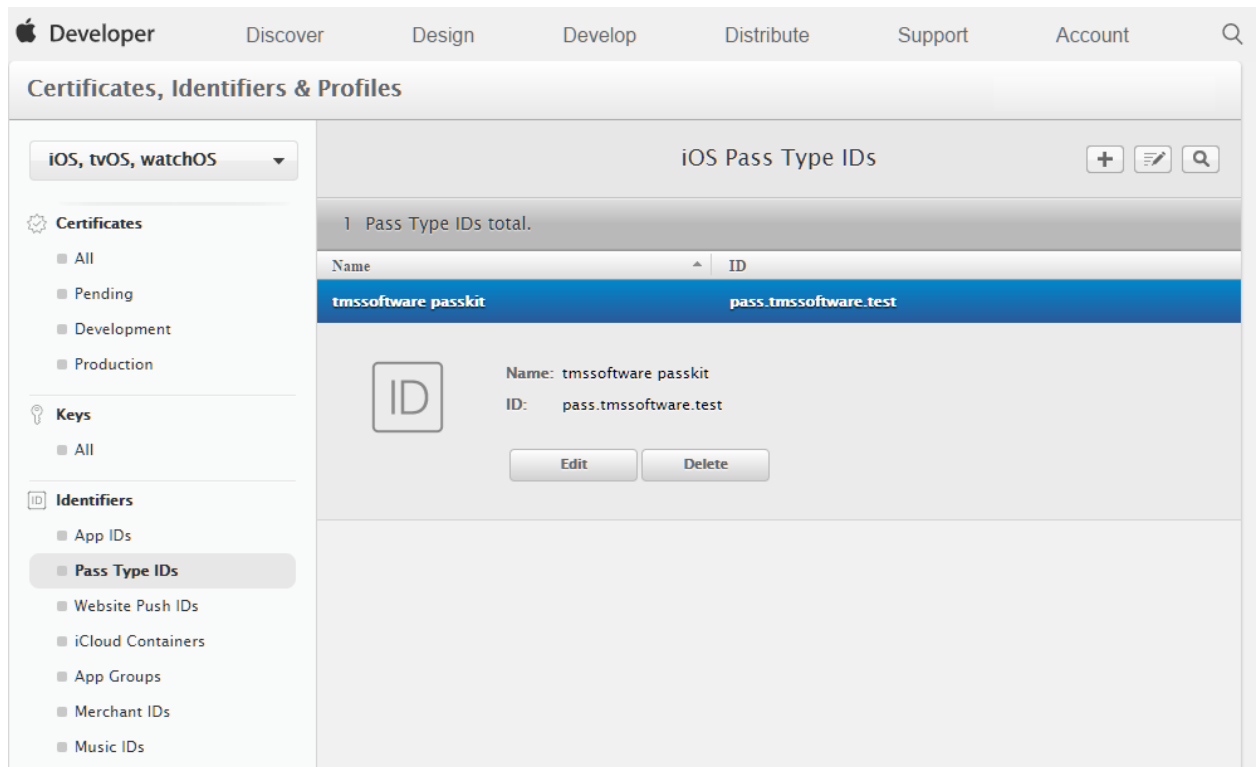 Developer Discover Design Develop Distribute Support Account
Certificates, Identifiers & Profiles
iOS, tvOS, watchOS
Certificates
All
Pending
Development
Production
Keys
All
ID Identifiers
App IDs
Pass Type IDs
Website Push IDs
iCloud Containers
App Groups
Merchant IDs
Music IDs
iOS Pass Type IDs
1 Pass Type IDs total.
Name ID
tmssoftware passkit pass.tmssoftware.test
ID
Name: tmssoftware passkit
ID: pass.tmssoftware.test
Edit Delete